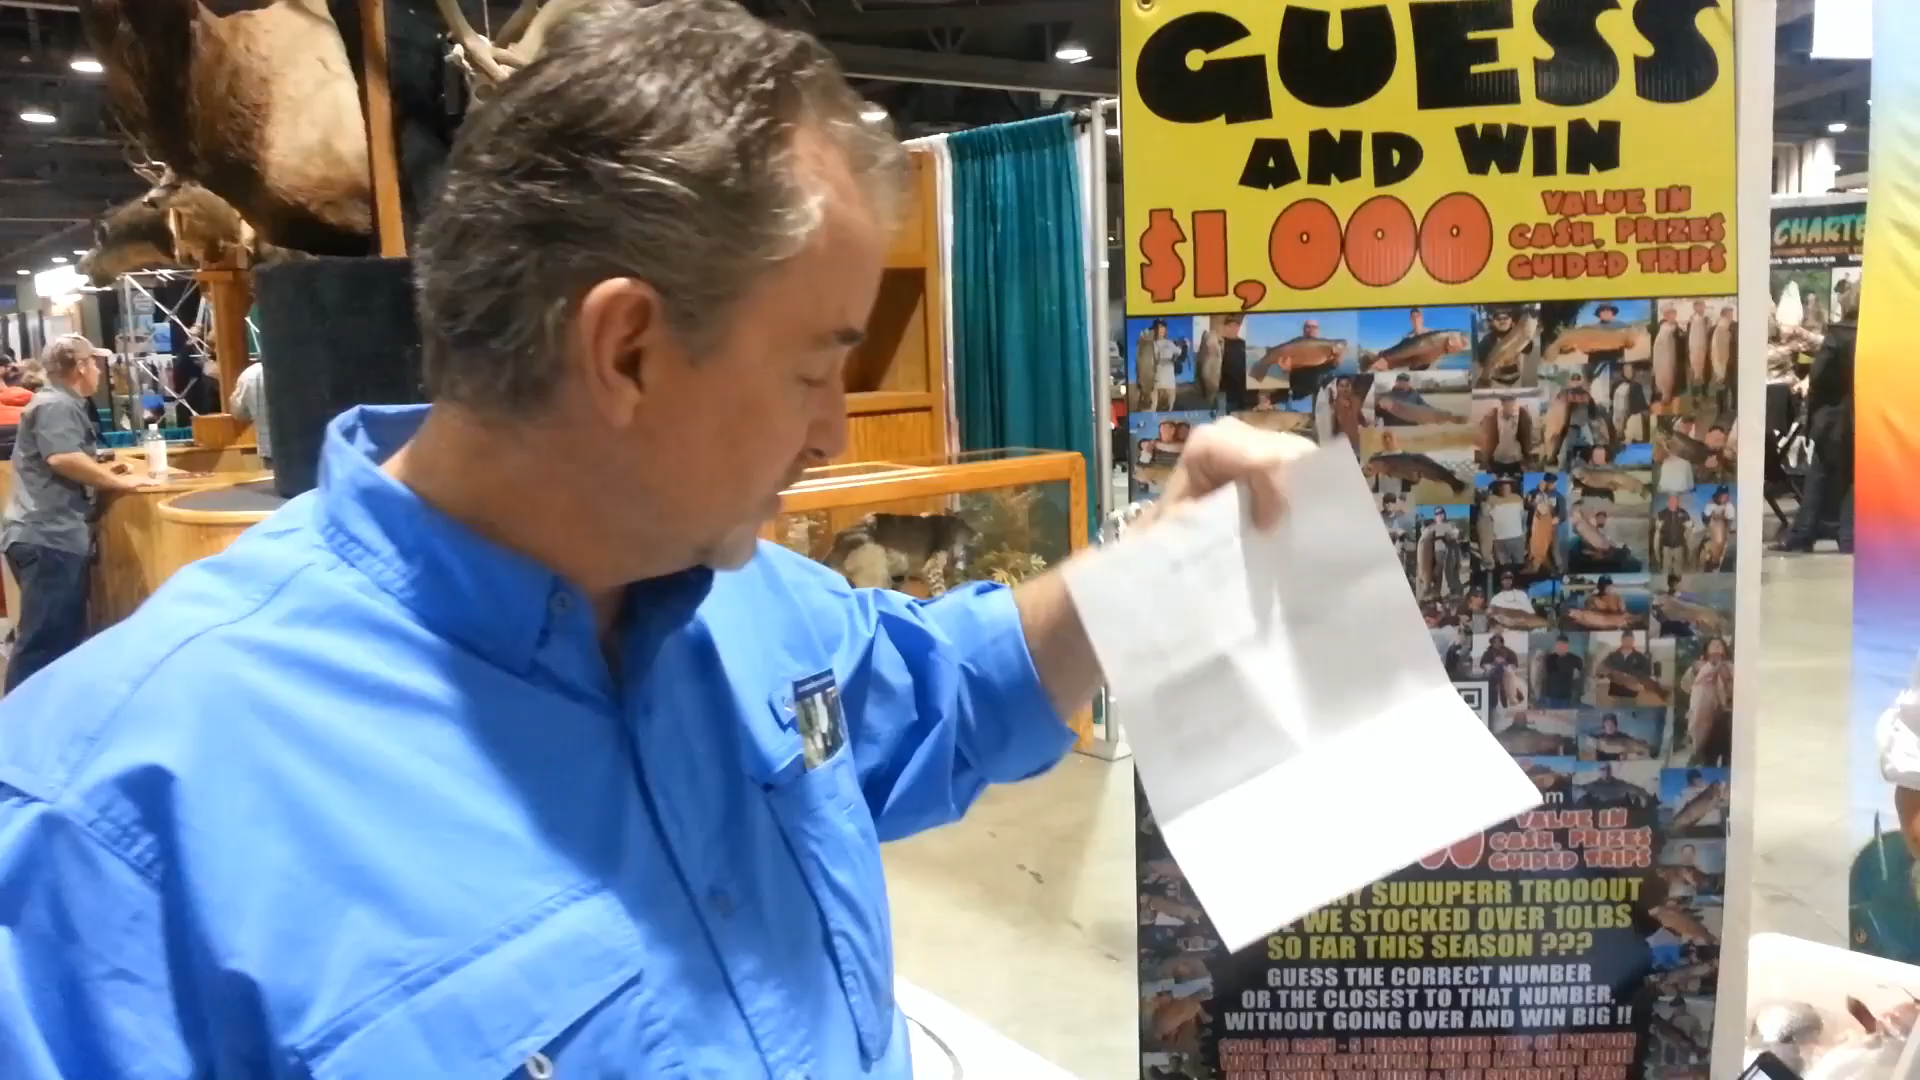 GUESS
AND WIN
$1,000
VALUE IN
CASH, PRIZES
GUIDED TRIPS
CHARTE
VALUE IN
CASH, PRIZES
GUIDED TRIPS
SUUUPERR TROOOUT
WE STOCKED OVER 10LBS
SO FAR THIS SEASON ???
GUESS THE CORRECT NUMBER
OR THE CLOSEST TO THAT NUMBER,
WITHOUT GOING OVER AND WIN BIG !!